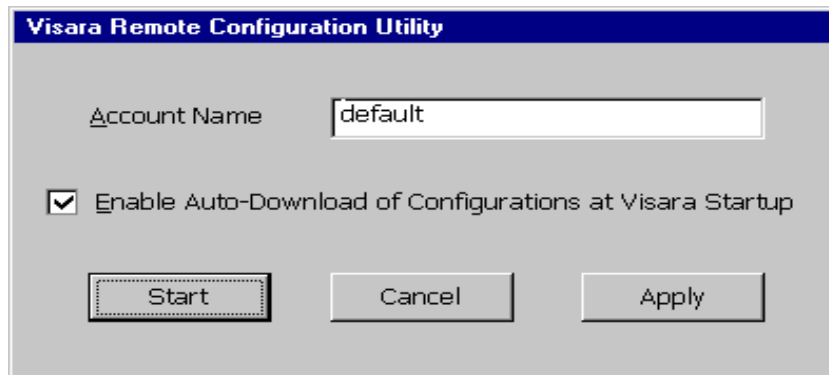 Visara Remote Configuration Utility
Account Name default
Enable Auto-Download of Configurations at Visara Startup
Start Cancel Apply